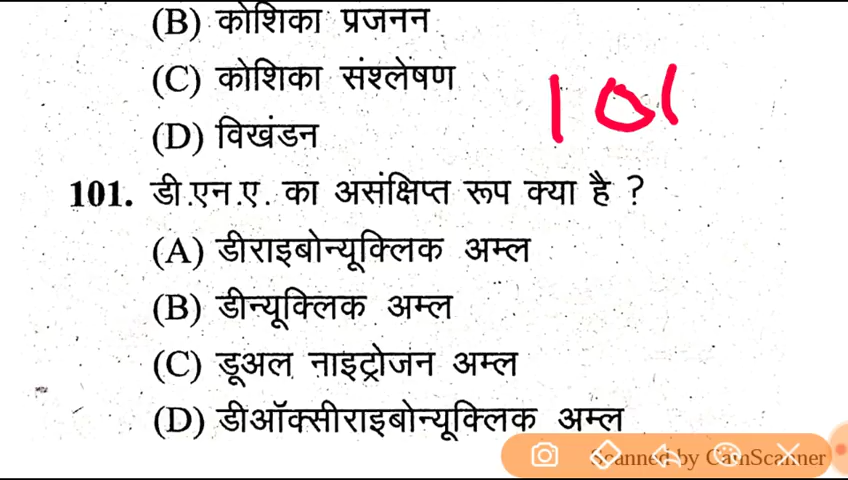 (B) कोशिका प्रजनन
(C) कोशिका संश्लेषण
(D) विखंडन
101
101. डी.एन.ए. का असंक्षिप्त रूप क्या है ?
(A) डीराइबोन्यूक्लिक अम्ल
(B) डीन्यूक्लिक अम्ल
(C) डूअल नाइट्रोजन अम्ल
(D) डीऑक्सीराइबोन्यूक्लिक अम्ल
Scanned by CamScanner